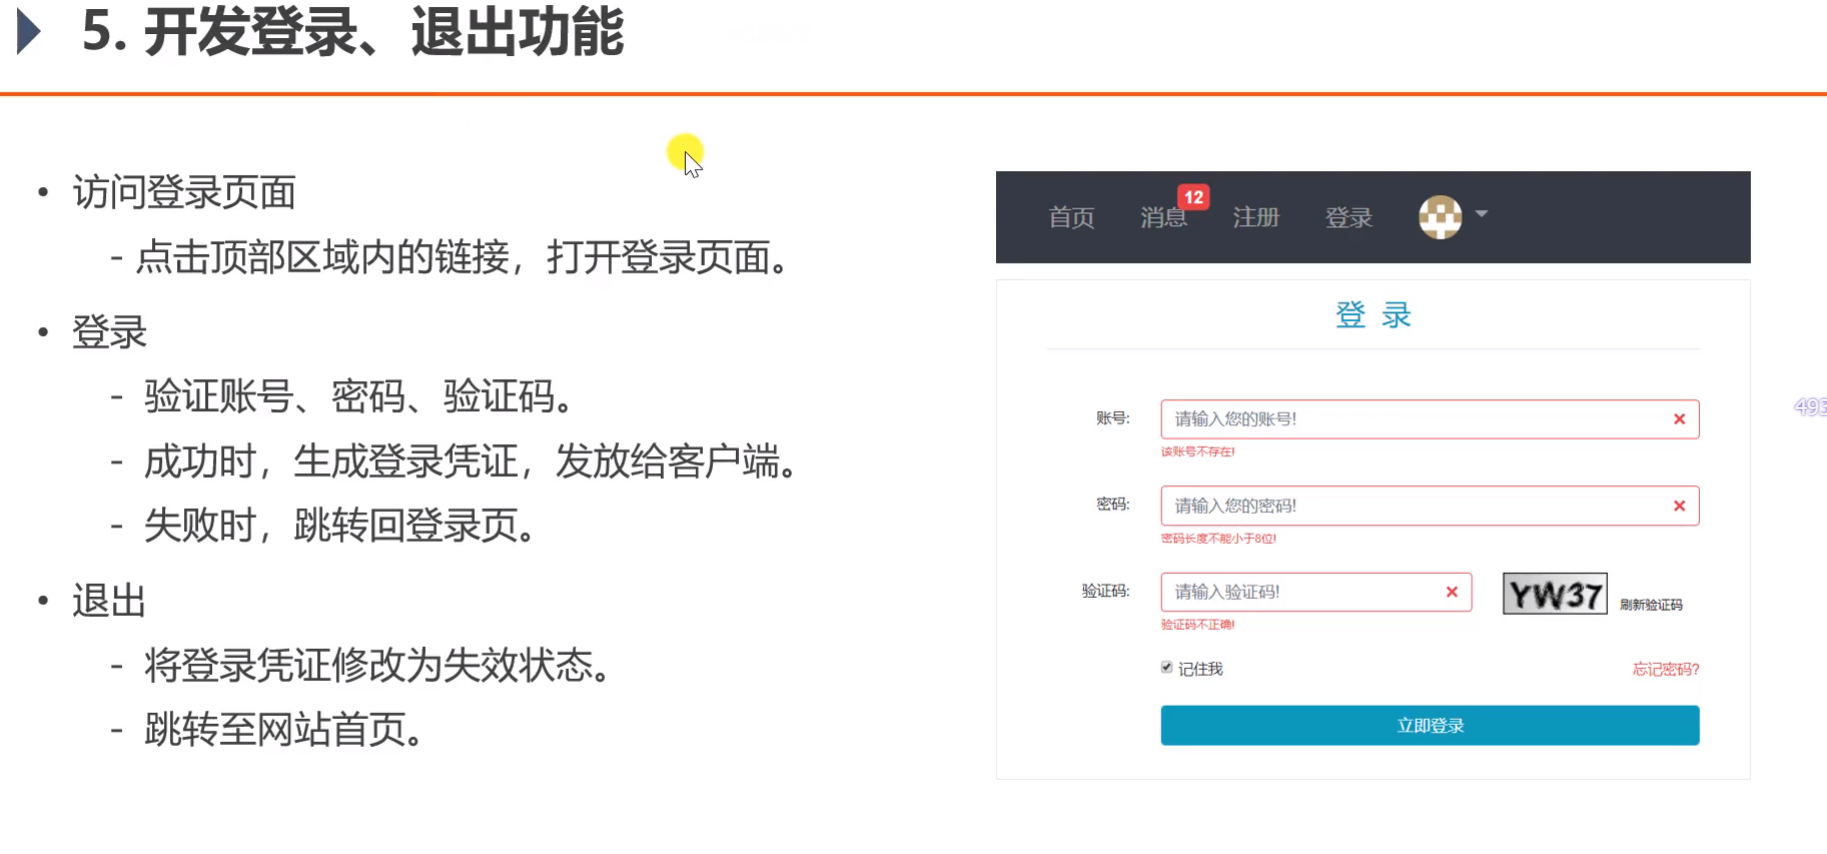 5. 开发登录、退出功能
• 访问登录页面
- 点击顶部区域内的链接，打开登录页面。
• 登录
- 验证账号、密码、验证码。
- 成功时，生成登录凭证，发放给客户端。
- 失败时，跳转回登录页。
• 退出
- 将登录凭证修改为失效状态。
- 跳转至网站首页。
首页 消息 12 注册 登录
登 录
账号: 请输入您的账号!
该账号不存在!
密码: 请输入您的密码!
密码长度不能小于8位!
验证码: 请输入验证码! YW37 刷新验证码
验证码不正确!
记住我 忘记密码?
立即登录